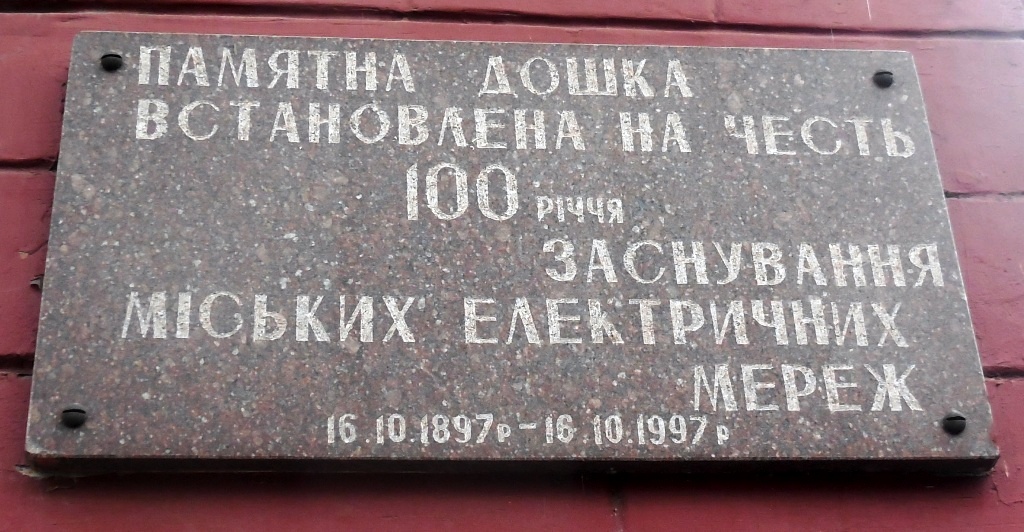 ПАМЯТНА ДОШКА
ВСТАНОВЛЕНА НА ЧЕСТЬ
100 РІЧЧЯ
ЗАСНУВАННЯ
МІСЬКИХ ЕЛЕКТРИЧНИХ
МЕРЕЖ
16.10.1897р-16.10.1997р